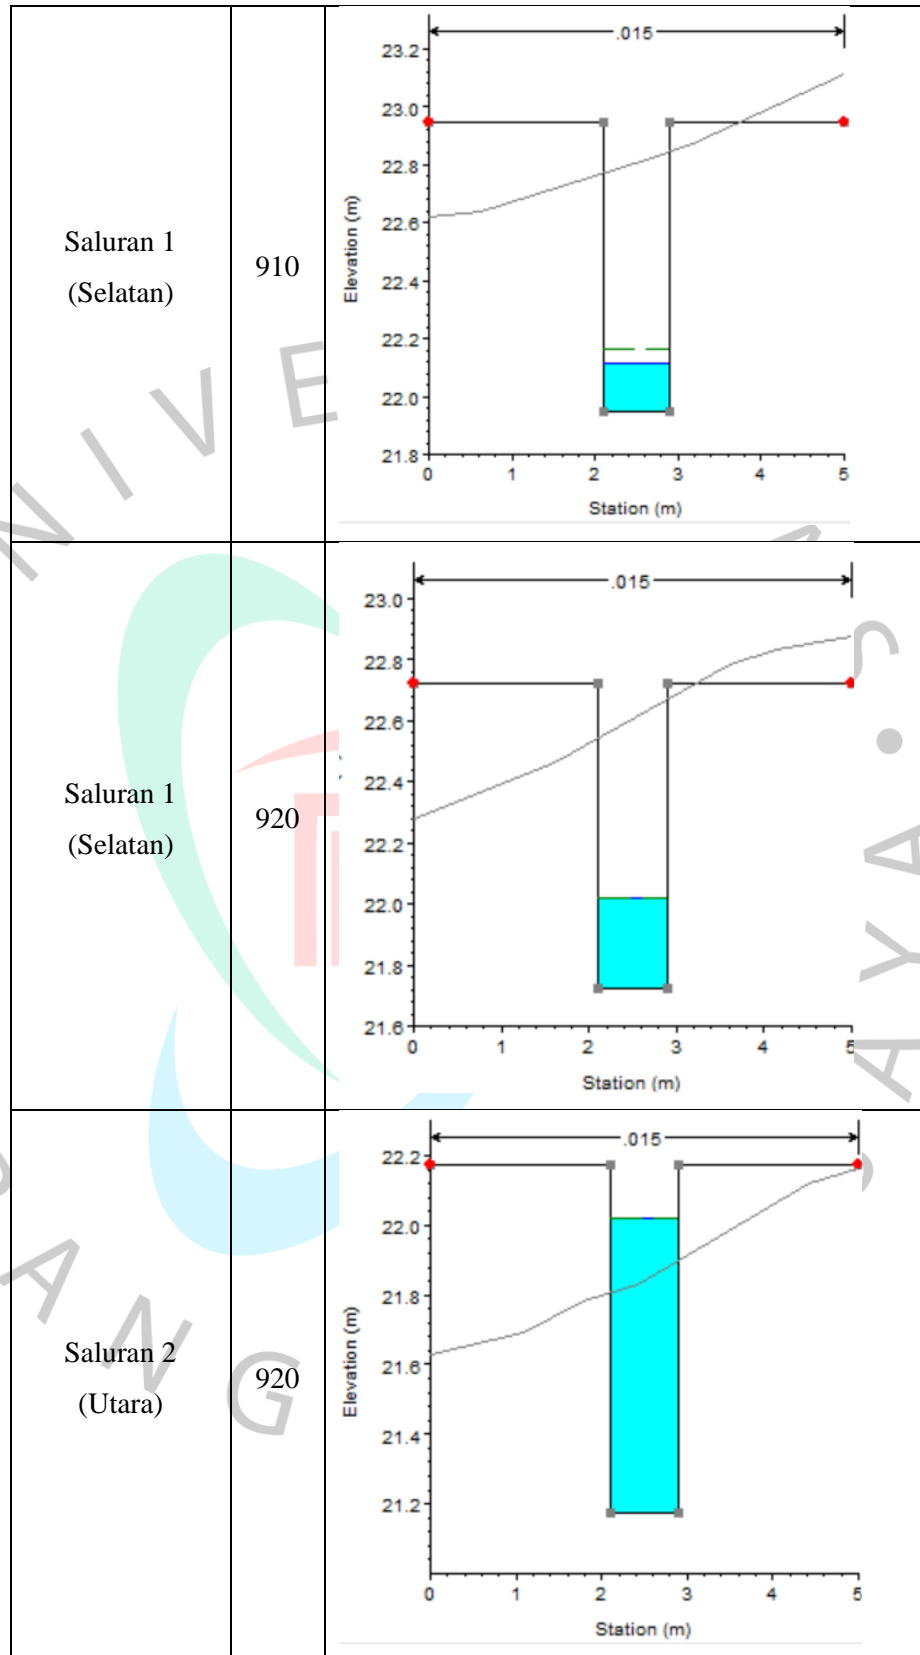 Saluran 1
(Selatan)
910
.015
23.2
23.0
22.8
22.6
22.4
22.2
22.0
21.8
Elevation (m)
0 1 2 3 4 5
Station (m)
Saluran 1
(Selatan)
920
.015
23.0
22.8
22.6
22.4
22.2
22.0
21.8
21.6
0 1 2 3 4 5
Station (m)
Saluran 2
(Utara)
920
.015
22.2
22.0
21.8
21.6
21.4
21.2
Elevation (m)
0 1 2 3 4 5
Station (m)
N I V E
A N G
S • A Y A